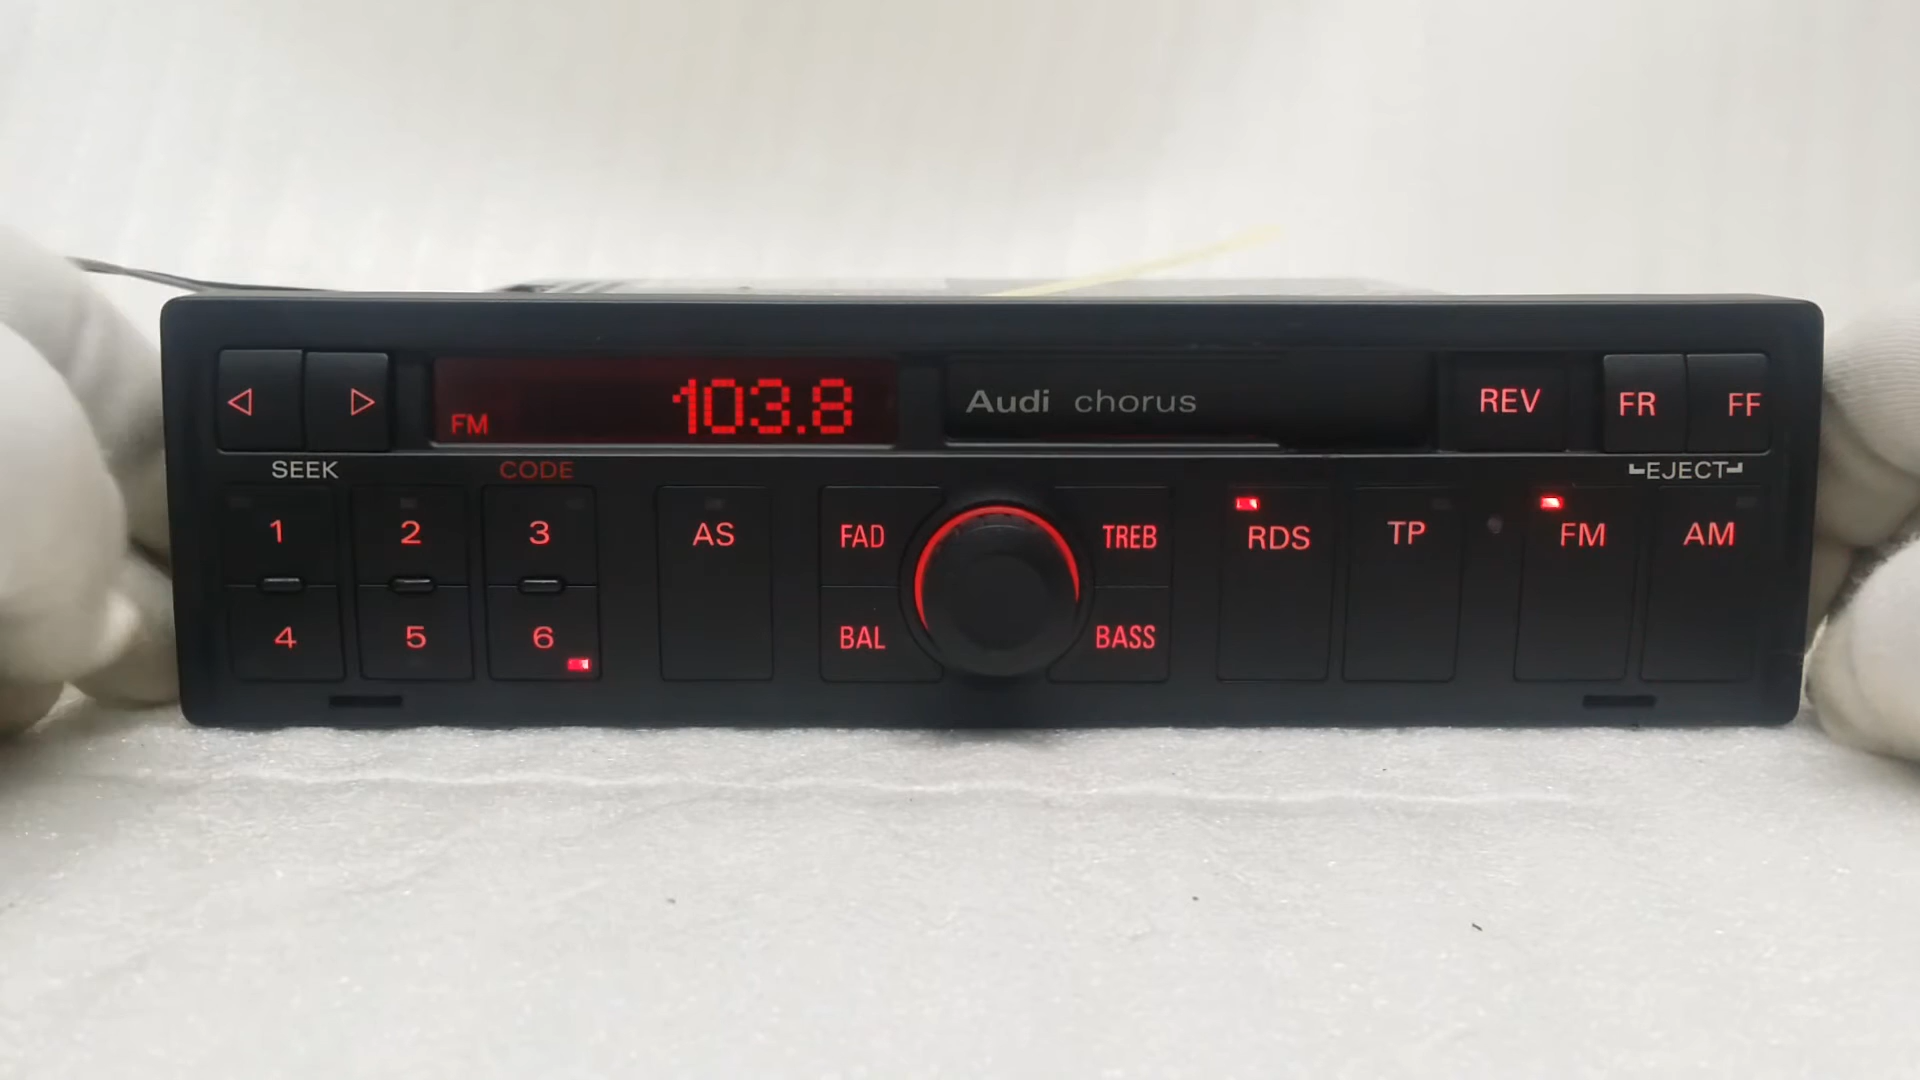 FM 103.8 Audi chorus REV FR FF
SEEK CODE EJECT
1 2 3 AS FAD TREB RDS TP FM AM
4 5 6 BAL BASS